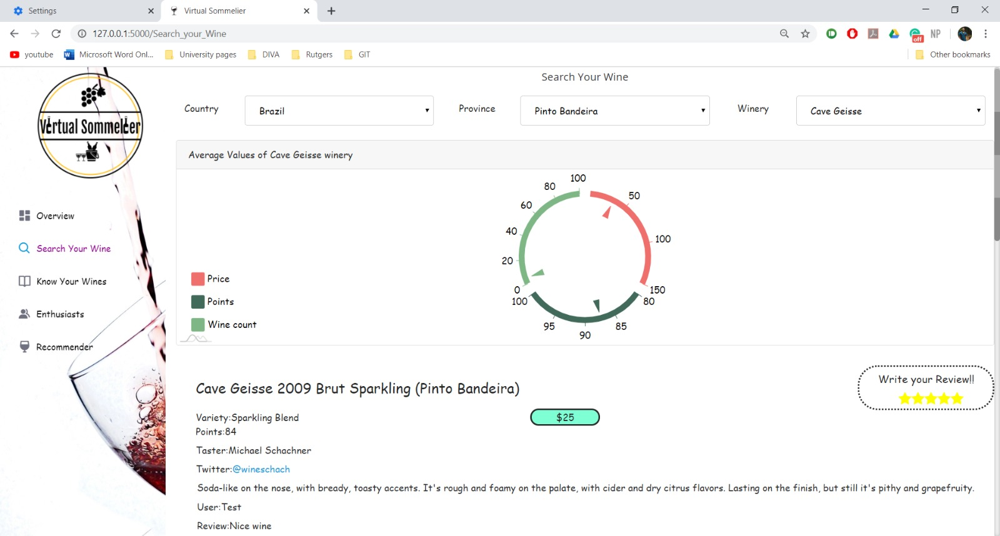 Settings
Virtual Sommelier
127.0.0.1:5000/Search_your_Wine
off
NP
youtube
Microsoft Word Onl...
University pages
DIVA
Rutgers
GIT
Other bookmarks
Virtual Sommelier
Overview
Search Your Wine
Know Your Wines
Enthusiasts
Recommender
Search Your Wine
Country
Brazil
Province
Pinto Bandeira
Winery
Cave Geisse
Average Values of Cave Geisse winery
100
80
60
40
20
0
50
100
150
100
95
90
85
80
Price
Points
Wine count
Cave Geisse 2009 Brut Sparkling (Pinto Bandeira)
Write your Review!!
Variety:Sparkling Blend
$25
Points:84
Taster:Michael Schachner
Twitter:@wineschach
Soda-like on the nose, with bready, toasty accents. It's rough and foamy on the palate, with cider and dry citrus flavors. Lasting on the finish, but still it's pithy and grapefruity.
User:Test
Review:Nice wine